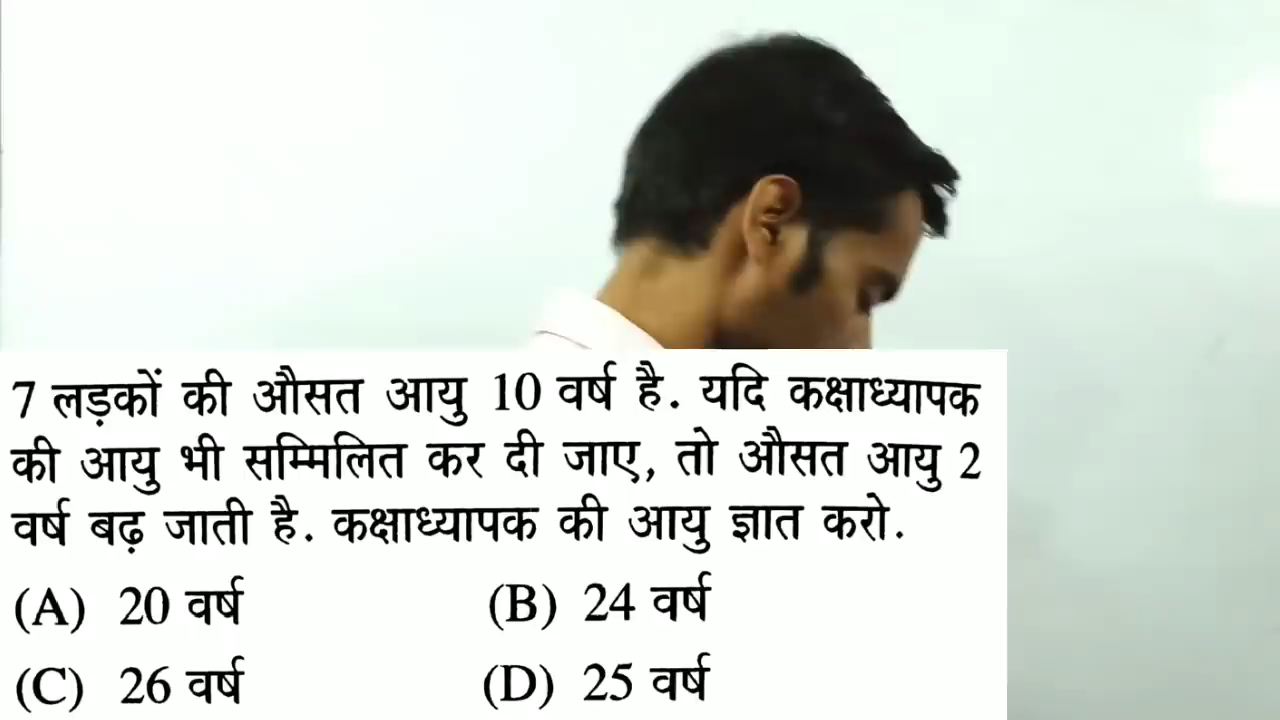 7 लड़कों की औसत आयु 10 वर्ष है. यदि कक्षाध्यापक
की आयु भी सम्मिलित कर दी जाए, तो औसत आयु 2
वर्ष बढ़ जाती है. कक्षाध्यापक की आयु ज्ञात करो.
(A) 20 वर्ष (B) 24 वर्ष
(C) 26 वर्ष (D) 25 वर्ष